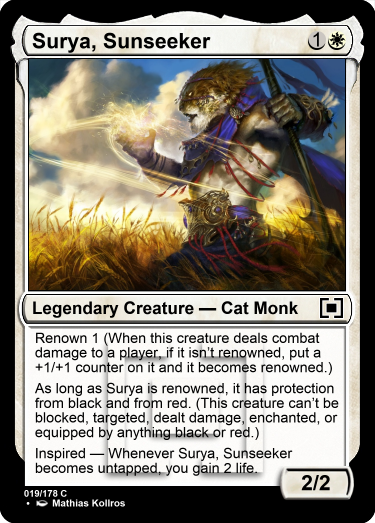 Surya, Sunseeker 1
Legendary Creature — Cat Monk
Renown 1 (When this creature deals combat
damage to a player, if it isn't renowned, put a
+1/+1 counter on it and it becomes renowned.)
As long as Surya is renowned, it has protection
from black and from red. (This creature can't be
blocked, targeted, dealt damage, enchanted, or
equipped by anything black or red.)
Inspired — Whenever Surya, Sunseeker
becomes untapped, you gain 2 life.
2/2
019/178 C
• Mathias Kollros